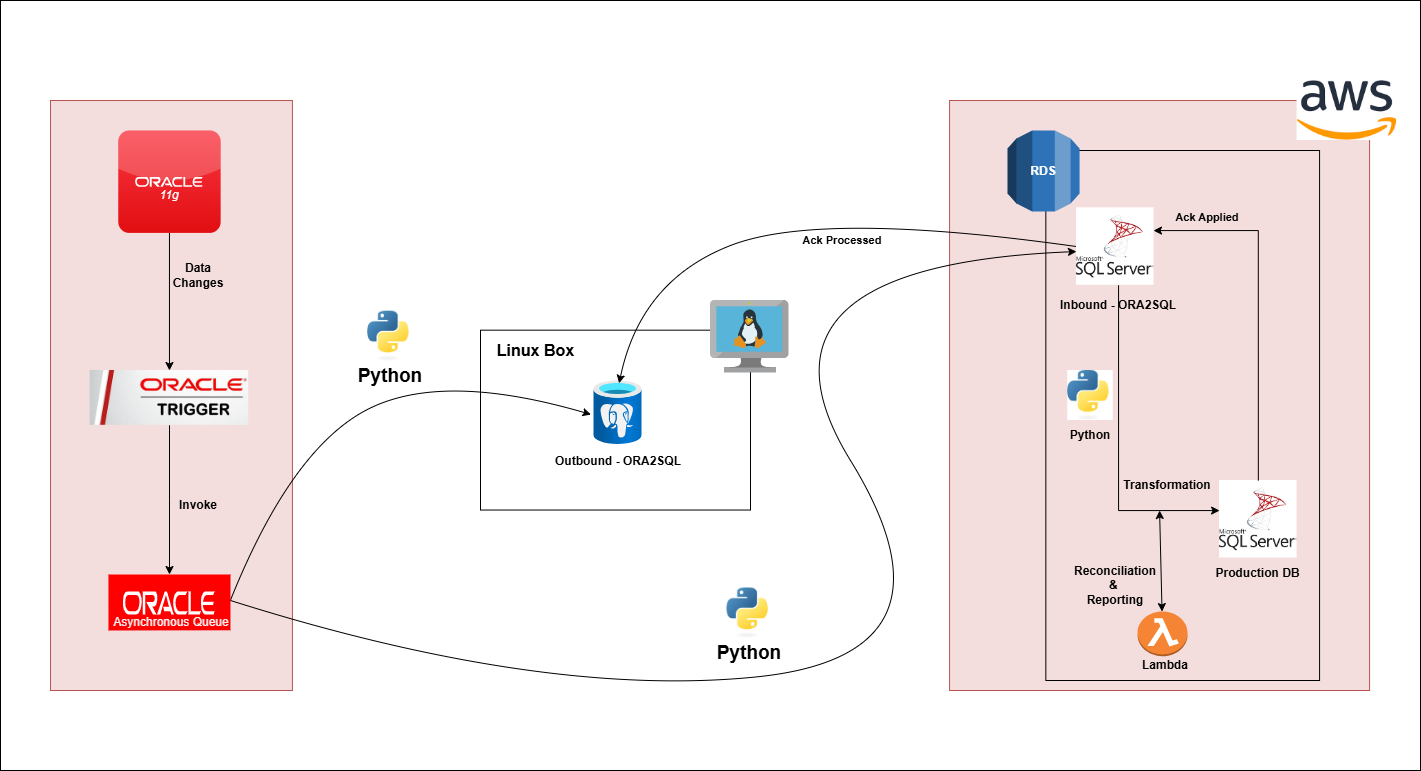 aws
ORACLE
11g
RDS
Data
Changes
Ack Applied
Ack Processed
Microsoft®
SQL Server
Inbound - ORA2SQL
Linux Box
Python
ORACLE®
TRIGGER
Outbound - ORA2SQL
Python
Transformation
Invoke
Microsoft®
SQL Server
Production DB
Reconciliation
&
Reporting
ORACLE
Asynchronous Queue
Python
Lambda